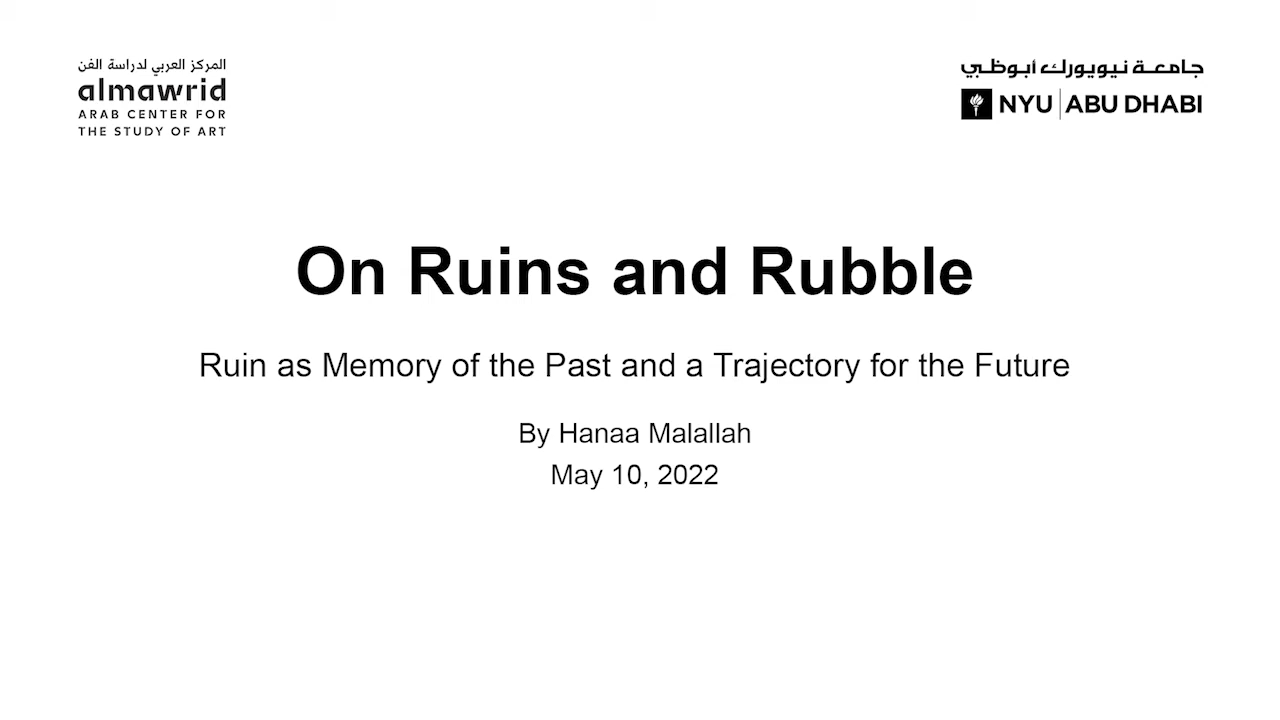 المركز العربي لدراسة الفن
almawrid
ARAB CENTER FOR
THE STUDY OF ART
جامعة نيويورك أبوظبي
NYU | ABU DHABI
On Ruins and Rubble
Ruin as Memory of the Past and a Trajectory for the Future
By Hanaa Malallah
May 10, 2022